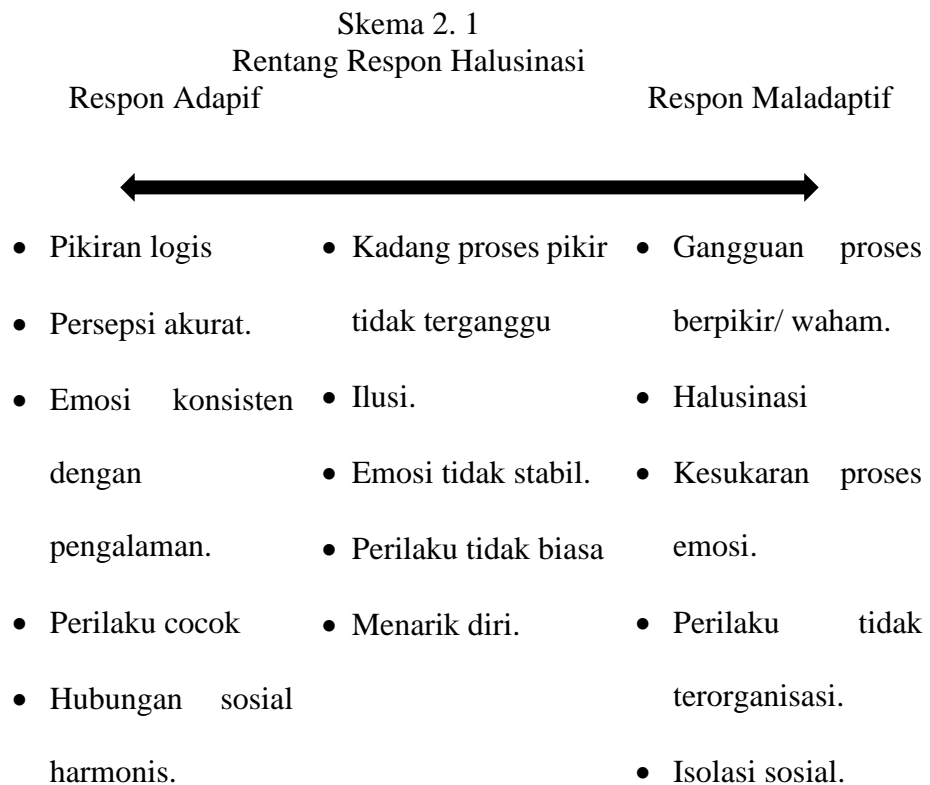 Skema 2. 1
Rentang Respon Halusinasi
Respon Adapif
Respon Maladaptif
• Pikiran logis
• Persepsi akurat.
• Emosi konsisten
dengan
pengalaman.
• Perilaku cocok
• Hubungan sosial
harmonis.
• Kadang proses pikir
tidak terganggu
• Ilusi.
• Emosi tidak stabil.
• Perilaku tidak biasa
• Menarik diri.
• Gangguan proses
berpikir/ waham.
• Halusinasi
• Kesukaran proses
emosi.
• Perilaku tidak
terorganisasi.
• Isolasi sosial.